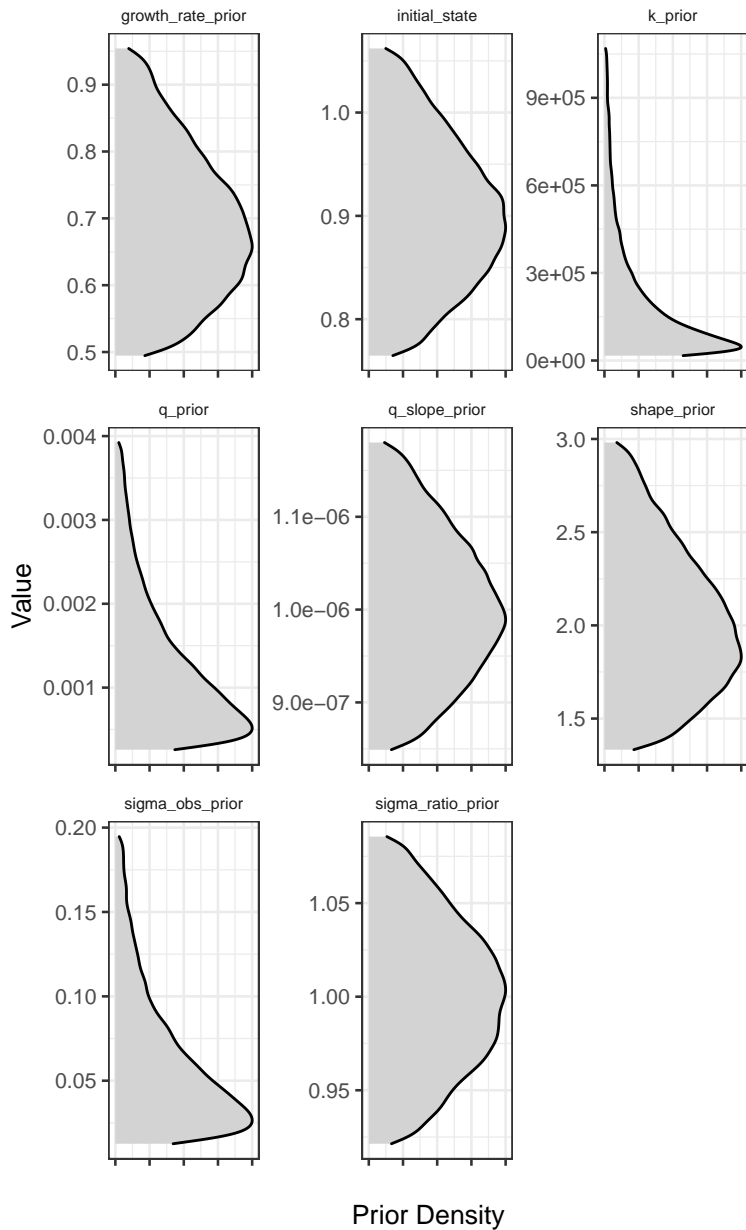 growth_rate_prior
initial_state
k_prior
0.9
0.8
0.7
0.6
0.5
1.0
0.9
0.8
9e+05
6e+05
3e+05
0e+00
q_prior
q_slope_prior
shape_prior
0.004
0.003
0.002
0.001
1.1e−06
1.0e−06
9.0e−07
3.0
2.5
2.0
1.5
Value
sigma_obs_prior
sigma_ratio_prior
0.20
0.15
0.10
0.05
1.05
1.00
0.95
Prior Density